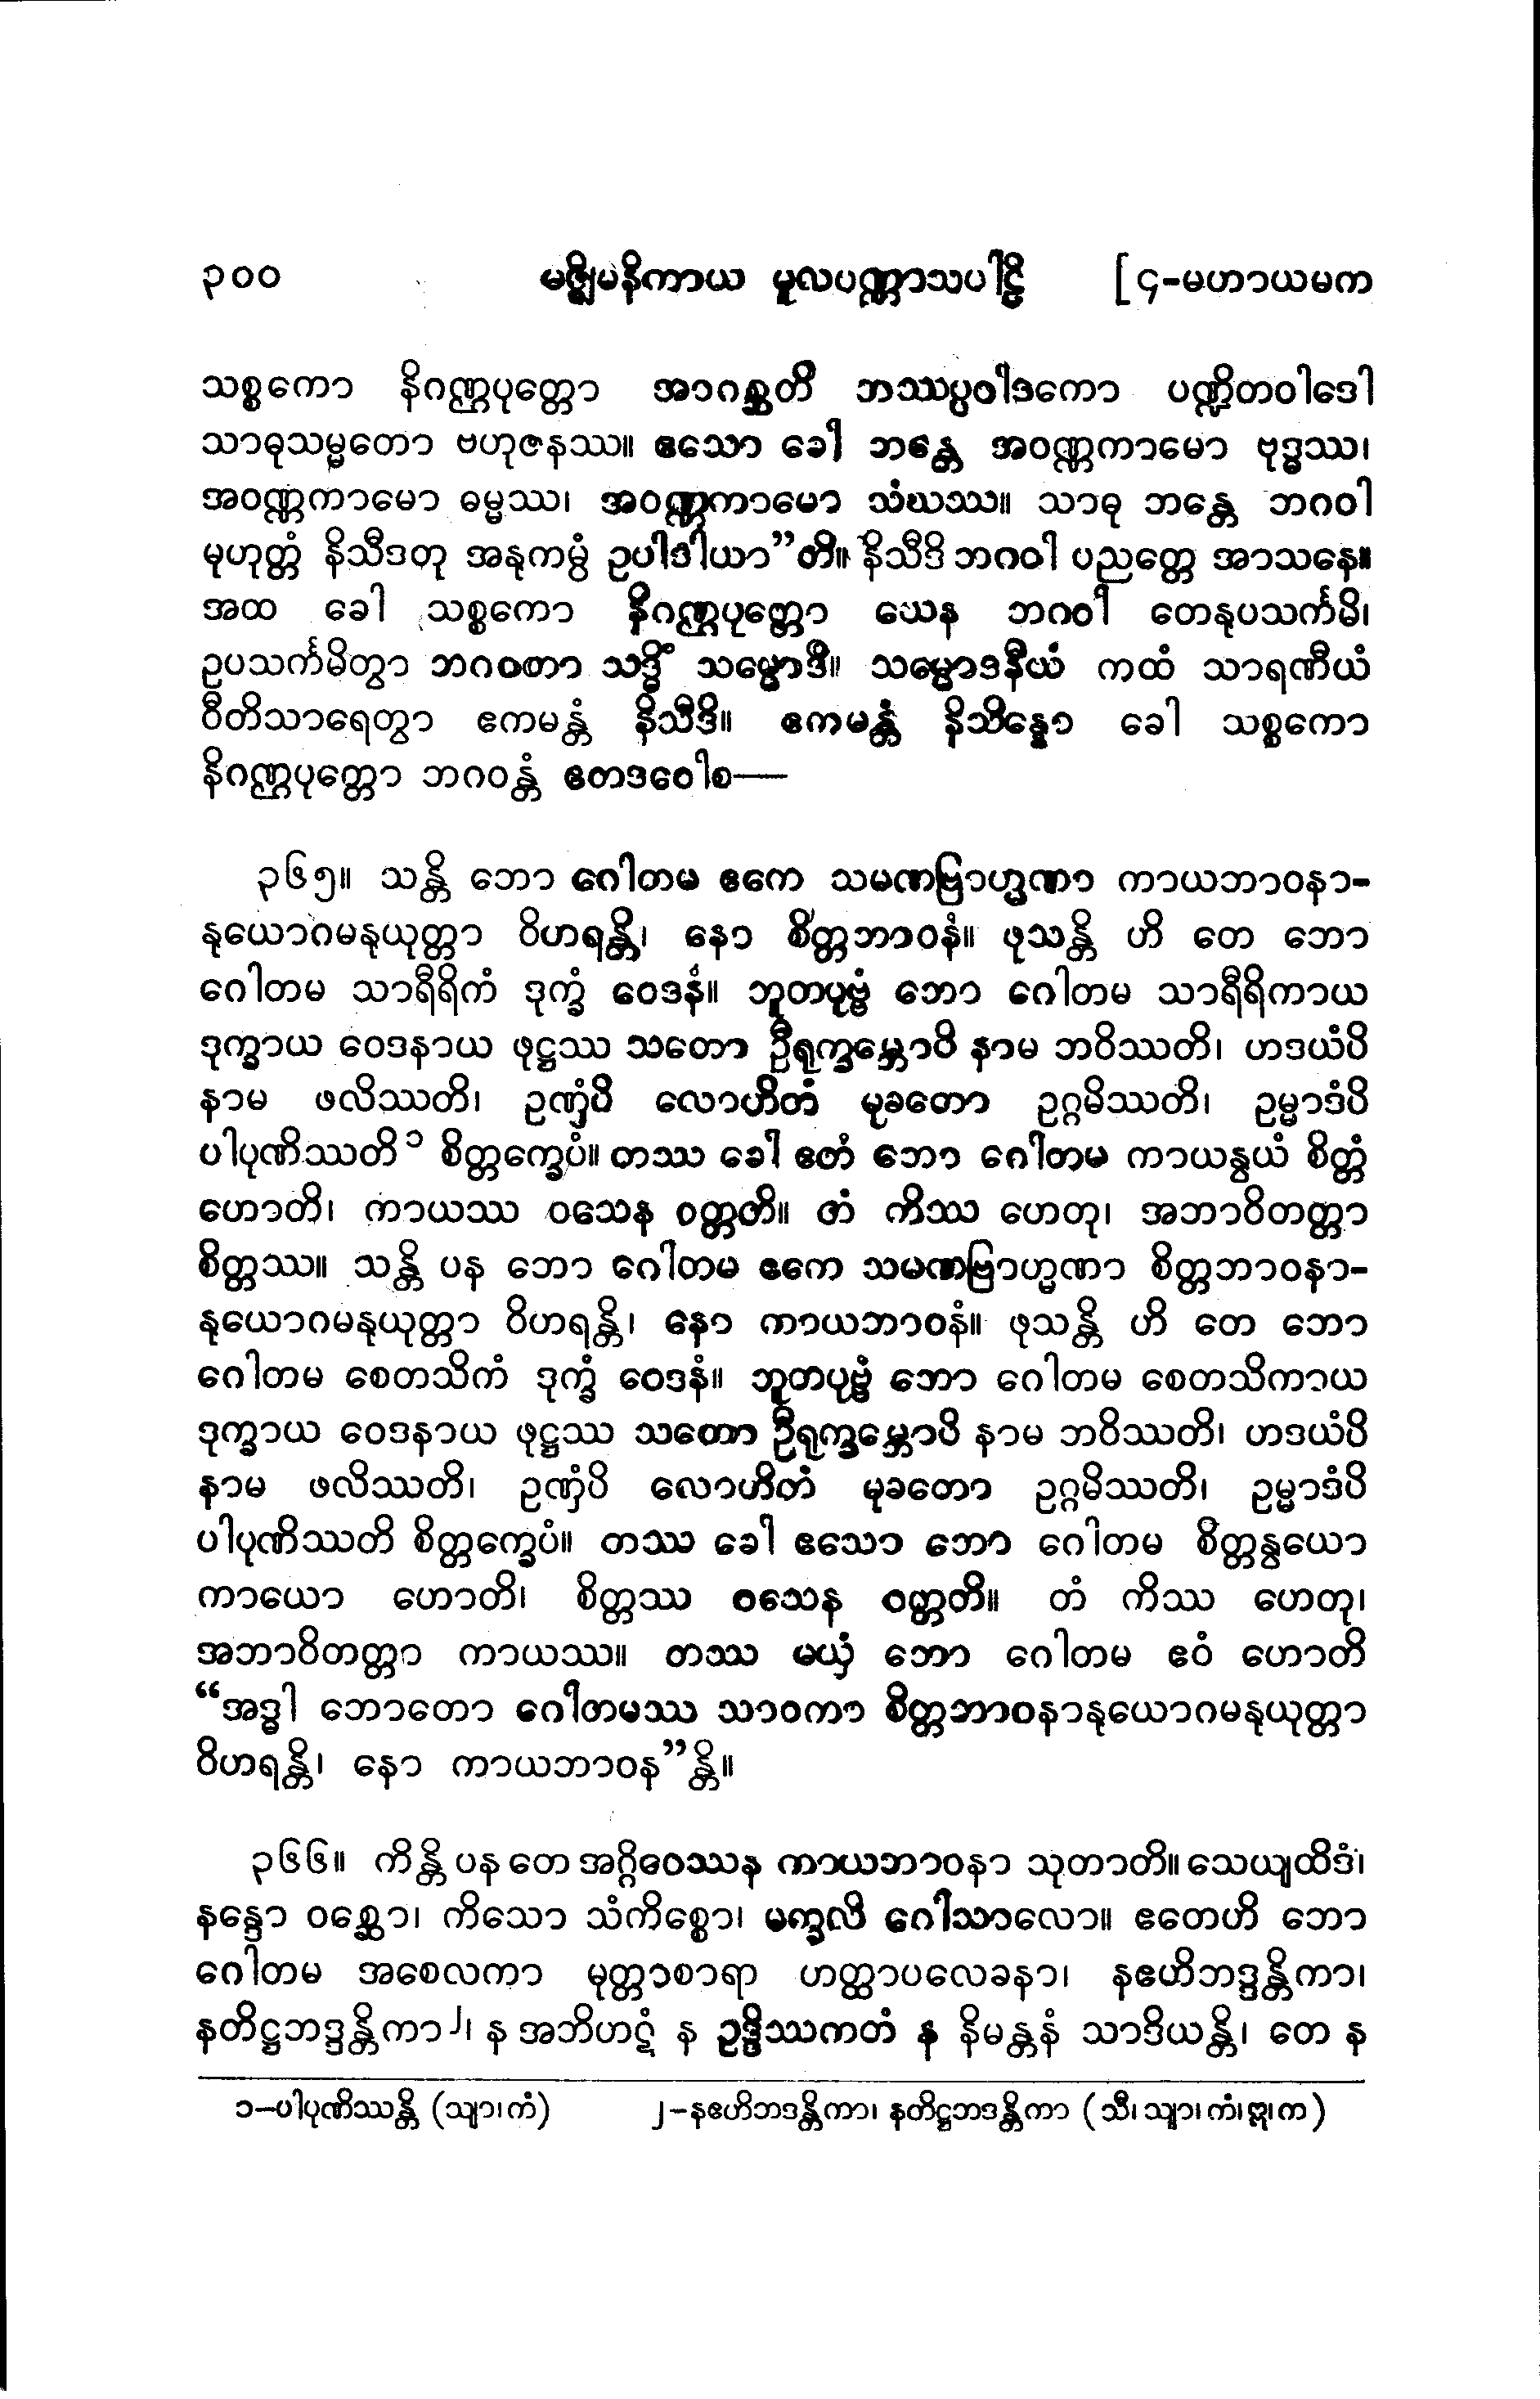 ၃၀၀ မဇ္ဈိမနိကာယ မူလပဏ္ဏာသပါဠိ [ ၄-မဟာယမက
သစ္စကော နိဂဏ္ဌပုတ္တော အာဂစ္ဆတိ ဘဿပ္ပဝါဒကော ပဏ္ဍိတဝါဒေါ
သာဓုသမ္မတော ဗဟုဇနဿ။ ဧသော ခေါ ဘန္တေ အဝဏ္ဏကာမော ဗုဒ္ဓဿ၊
အဝဏ္ဏကာမော ဓမ္မဿ၊ အဝဏ္ဏကာမော သံဃဿ။ သာဓု ဘန္တေ ဘဂဝါ
မုဟုတ္တံ နိသီဒတု အနုကမ္ပံ ဥပါဒါယာ”တိ။ နိသီဒိ ဘဂဝါ ပညတ္တေ အာသနေ။
အထ ခေါ သစ္စကော နိဂဏ္ဌပုတ္တော ယေန ဘဂဝါ တေနုပသင်္ကမိ၊
ဥပသင်္ကမိတွာ ဘဂဝတာ သဒ္ဓိံ သမ္မောဒိ။ သမ္မောဒနီယံ ကထံ သာရဏီယံ
ဝီတိသာရေတွာ ဧကမန္တံ နိသီဒိ။ ဧကမန္တံ နိသိန္နော ခေါ သစ္စကော
နိဂဏ္ဌပုတ္တော ဘဂဝန္တံ ဧတဒဝေါစ—
၃၆၅။ သန္တိ ဘော ဂေါတမ ဧကေ သမဏဗြာဟ္မဏာ ကာယဘာဝနာ-
နုယောဂမနုယုတ္တာ ဝိဟရန္တိ၊ နော စိတ္တဘာဝနံ။ ဖုသန္တိ ဟိ တေ ဘော
ဂေါတမ သာရီရိကံ ဒုက္ခံ ဝေဒနံ။ ဘူတပုဗ္ဗံ ဘော ဂေါတမ သာရီရိကာယ
ဒုက္ခာယ ဝေဒနာယ ဖုဋ္ဌဿ သတော ဦရုက္ခမ္ဘောပိ နာမ ဘဝိဿတိ၊ ဟဒယံပိ
နာမ ဖလိဿတိ၊ ဥဏှံပိ လောဟိတံ မုခတော ဥဂ္ဂမိဿတိ၊ ဥမ္မာဒံပိ
ပါပုဏိဿတိ ၁ စိတ္တက္ခေပံ။ တဿ ခေါ ဧတံ ဘော ဂေါတမ ကာယနွယံ စိတ္တံ
ဟောတိ၊ ကာယဿ ဝသေန ဝတ္တတိ။ တံ ကိဿ ဟေတု၊ အဘာဝိတတ္တာ
စိတ္တဿ။ သန္တိ ပန ဘော ဂေါတမ ဧကေ သမဏဗြာဟ္မဏာ စိတ္တဘာဝနာ-
နုယောဂမနုယုတ္တာ ဝိဟရန္တိ၊ နော ကာယဘာဝနံ။ ဖုသန္တိ ဟိ တေ ဘော
ဂေါတမ စေတသိကံ ဒုက္ခံ ဝေဒနံ။ ဘူတပုဗ္ဗံ ဘော ဂေါတမ စေတသိကာယ
ဒုက္ခာယ ဝေဒနာယ ဖုဋ္ဌဿ သတော ဦရုက္ခမ္ဘောပိ နာမ ဘဝိဿတိ၊ ဟဒယံပိ
နာမ ဖလိဿတိ၊ ဥဏှံပိ လောဟိတံ မုခတော ဥဂ္ဂမိဿတိ၊ ဥမ္မာဒံပိ
ပါပုဏိဿတိ စိတ္တက္ခေပံ။ တဿ ခေါ ဧသော ဘော ဂေါတမ စိတ္တနွယော
ကာယော ဟောတိ၊ စိတ္တဿ ဝသေန ဝတ္တတိ။ တံ ကိဿ ဟေတု၊
အဘာဝိတတ္တာ ကာယဿ။ တဿ မယှံ ဘော ဂေါတမ ဧဝံ ဟောတိ
“အဒ္ဓါ ဘောတော ဂေါတမဿ သာဝကာ စိတ္တဘာဝနာနုယောဂမနုယုတ္တာ
ဝိဟရန္တိ၊ နော ကာယဘာဝန”န္တိ။
၃၆၆။ ကိန္တိ ပန တေ အဂ္ဂိဝေဿန ကာယဘာဝနာ သုတာတိ။ သေယျထိဒံ၊
နန္ဒော ဝစ္ဆော၊ ကိသော သံကိစ္စော၊ မက္ခလိ ဂေါသာလော။ ဧတေဟိ ဘော
ဂေါတမ အစေလကာ မုတ္တာစာရာ ဟတ္ထာပလေခနာ၊ နဧဟိဘဒ္ဒန္တိကာ၊
နတိဋ္ဌဘဒ္ဒန္တိကာ ၂၊ န အဘိဟဋံ န ဥဒ္ဒိဿကတံ န နိမန္တနံ သာဒိယန္တိ၊ တေ န
၁-ပါပုဏိဿန္တိ (သျာ၊ကံ) ၂-နဧဟိဘဒန္တိကာ၊ နတိဋ္ဌဘဒန္တိကာ (သီ၊ သျာ၊ ကံ၊ဣ၊က)